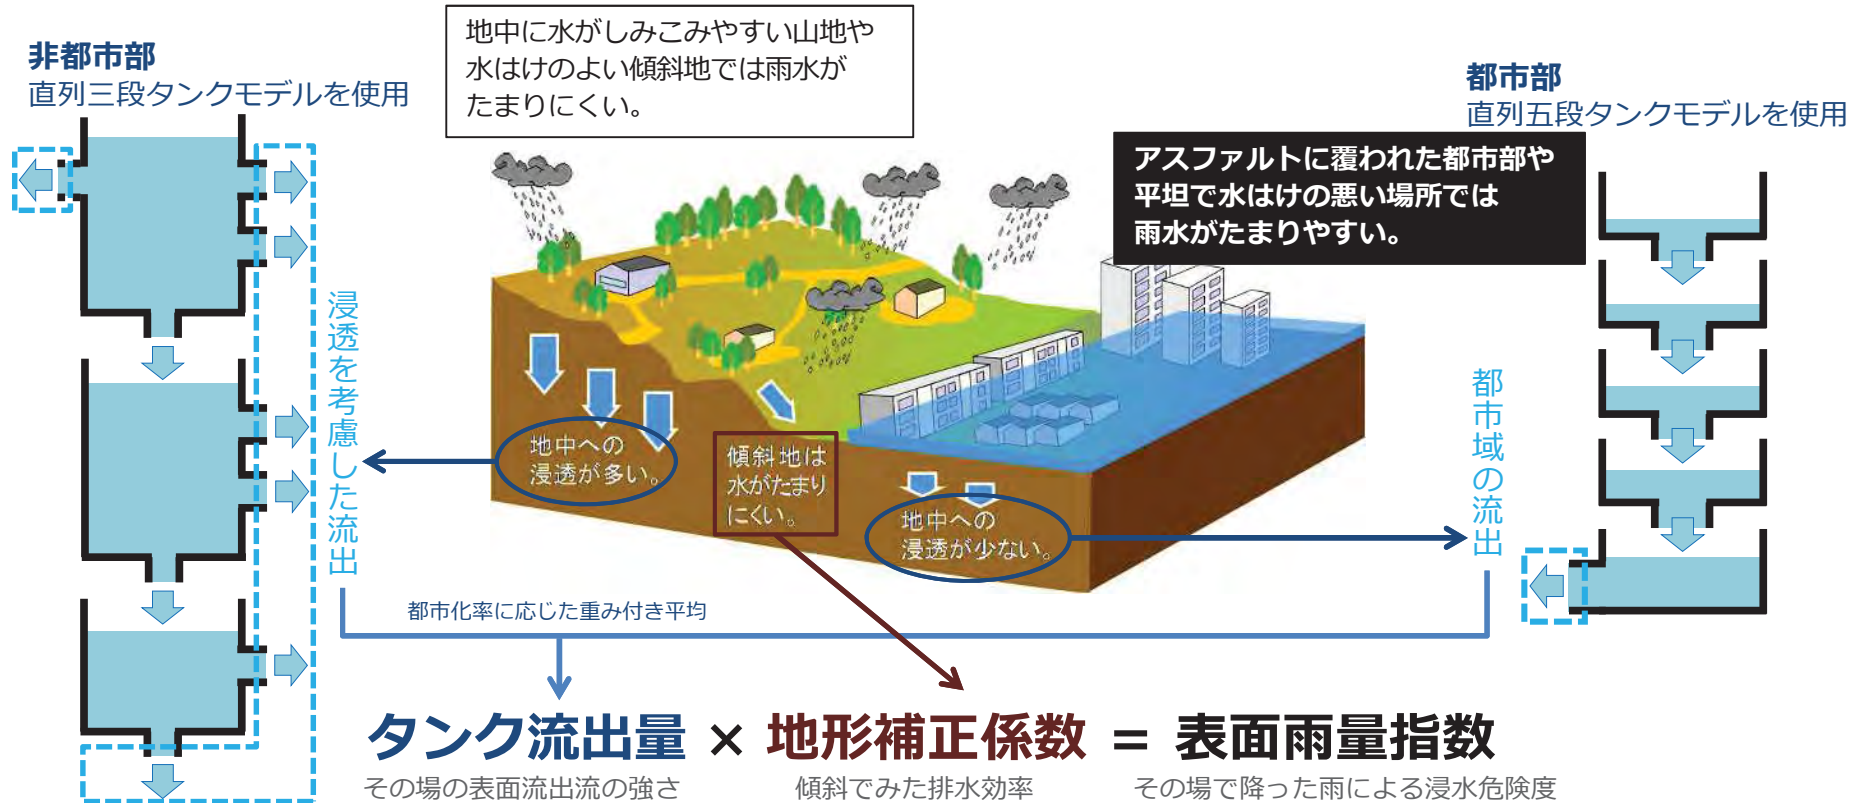 非都市部
直列三段タンクモデルを使用
地中に水がしみこみやすい山地や
水はけのよい傾斜地では雨水が
たまりにくい。
都市部
直列五段タンクモデルを使用
アスファルトに覆われた都市部や
平坦で水はけの悪い場所では
雨水がたまりやすい。
浸透を考慮した流出
地中への
浸透が多い。
傾斜地は
水がたまり
にくい。
地中への
浸透が少ない。
都市域の流出
都市化率に応じた重み付き平均
タンク流出量 × 地形補正係数 = 表面雨量指数
その場の表面流出流の強さ 傾斜でみた排水効率 その場で降った雨による浸水危険度